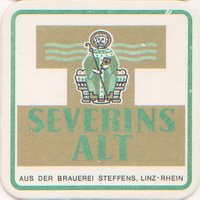 SEVERINS
ALT
AUS DER BRAUEREI STEFFENS, LINZ-RHEIN